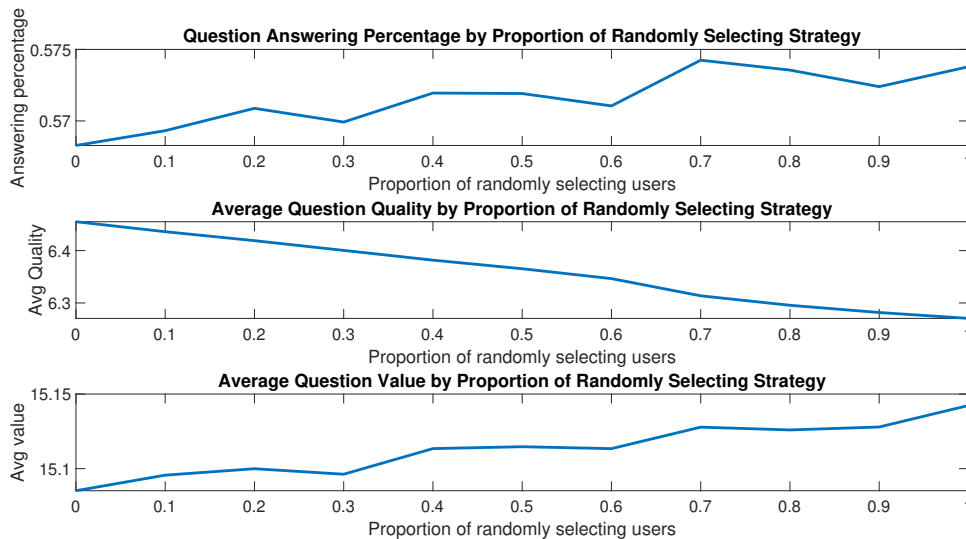 Question Answering Percentage by Proportion of Randomly Selecting Strategy
Answering percentage
0.575
0.57
0 0.1 0.2 0.3 0.4 0.5 0.6 0.7 0.8 0.9
Proportion of randomly selecting users
Average Question Quality by Proportion of Randomly Selecting Strategy
Avg Quality
6.4
6.3
0 0.1 0.2 0.3 0.4 0.5 0.6 0.7 0.8 0.9
Proportion of randomly selecting users
Average Question Value by Proportion of Randomly Selecting Strategy
Avg value
15.15
15.1
0 0.1 0.2 0.3 0.4 0.5 0.6 0.7 0.8 0.9
Proportion of randomly selecting users